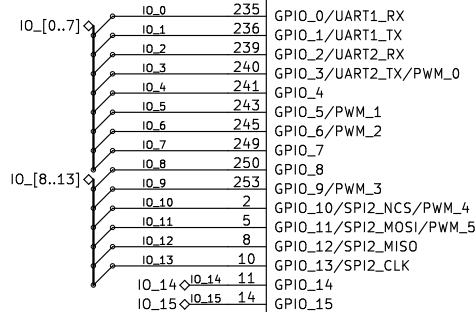 IO_0 235 GPIO_0/UART1_RX
IO_[0..7]
IO_1 236 GPIO_1/UART1_TX
IO_2 239 GPIO_2/UART2_RX
IO_3 240 GPIO_3/UART2_TX/PWM_0
IO_4 241 GPIO_4
IO_5 243 GPIO_5/PWM_1
IO_6 245 GPIO_6/PWM_2
IO_7 249 GPIO_7
IO_8 250 GPIO_8
IO_[8..13]
IO_9 253 GPIO_9/PWM_3
IO_10 2 GPIO_10/SPI2_NCS/PWM_4
IO_11 5 GPIO_11/SPI2_MOSI/PWM_5
IO_12 8 GPIO_12/SPI2_MISO
IO_13 10 GPIO_13/SPI2_CLK
IO_14 IO_14 11 GPIO_14
IO_15 IO_15 14 GPIO_15